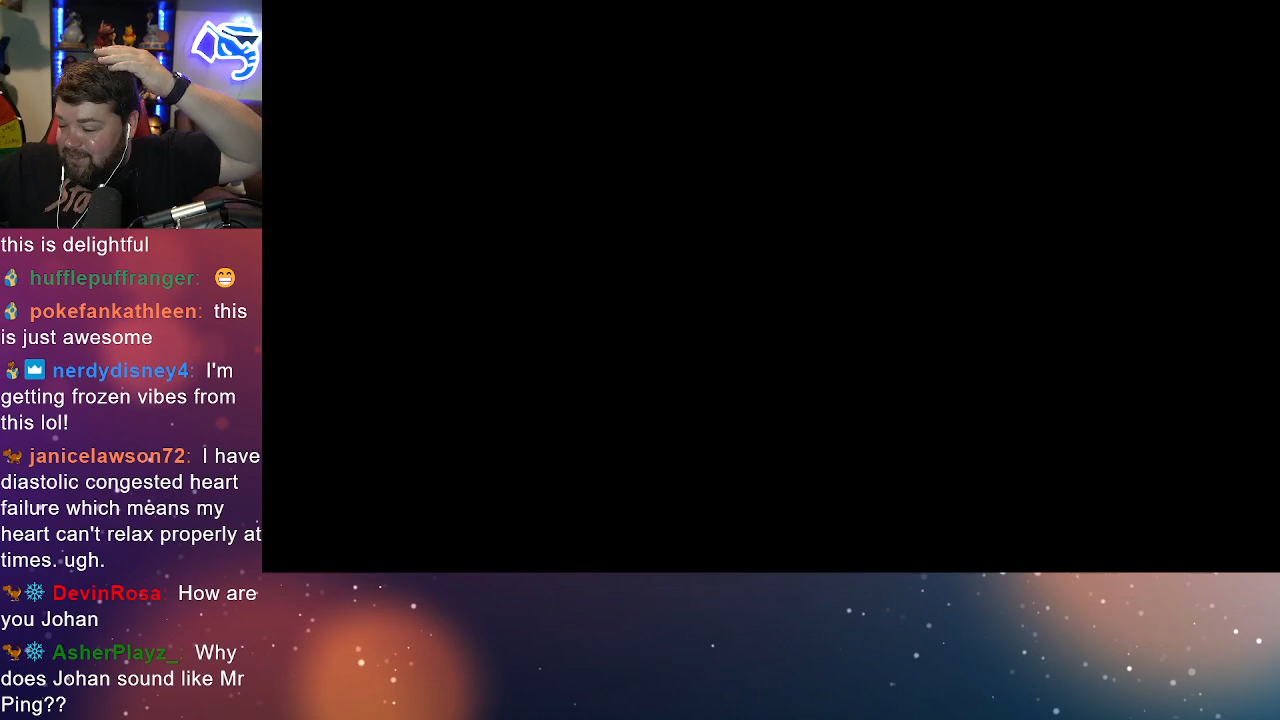 this is delightful
hufflepuffranger: 😁
pokefankathleen: this
is just awesome
nerdydisney4: I'm
getting frozen vibes from
this lol!
janicelawson72: I have
diastolic congested heart
failure which means my
heart can't relax properly at
times. ugh.
DevinRosa: How are
you Johan
AsherPlayz_: Why
does Johan sound like Mr
Ping??